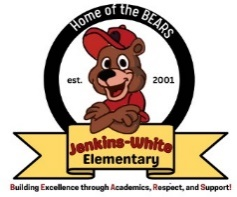 Home of the BEARS
est. 2001
Jenkins-White
Elementary
Building Excellence through Academics, Respect, and Support!